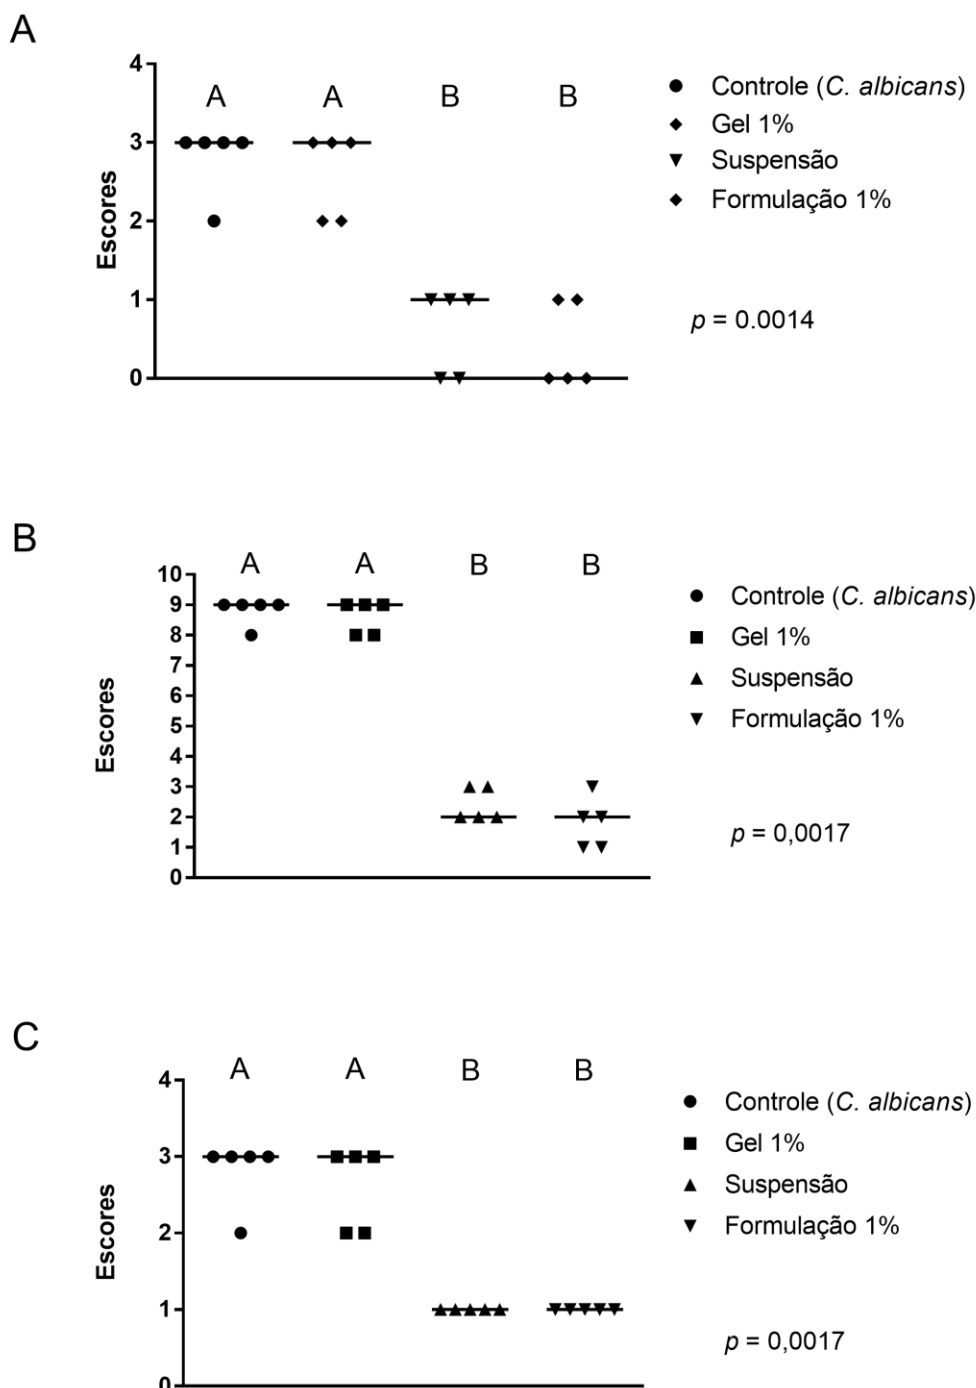 A
4
3
2
1
0
Escores
A A B B
Controle (C. albicans)
Gel 1%
Suspensão
Formulação 1%
p = 0.0014
B
10
9
8
7
6
5
4
3
2
1
0
Escores
A A B B
Controle (C. albicans)
Gel 1%
Suspensão
Formulação 1%
p = 0,0017
C
4
3
2
1
0
Escores
A A B B
Controle (C. albicans)
Gel 1%
Suspensão
Formulação 1%
p = 0,0017